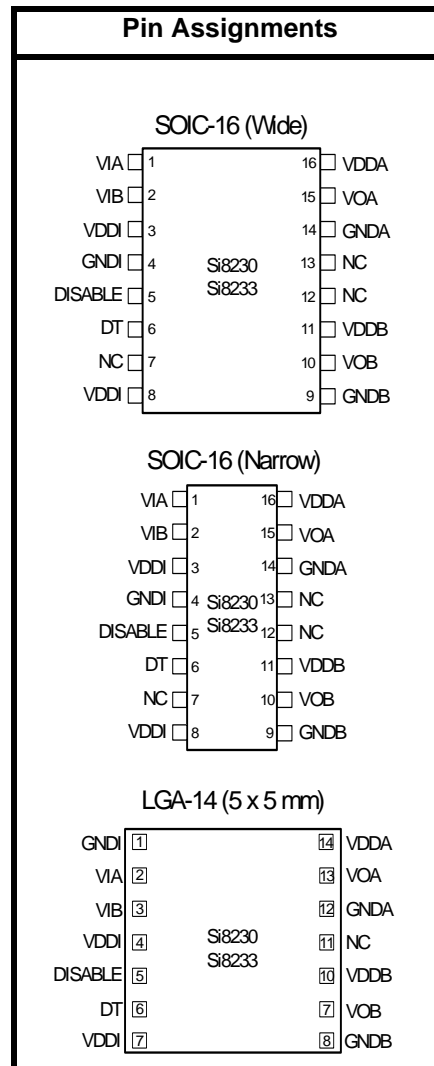 Pin Assignments
SOIC-16 (Wide)
VIA 1 16 VDDA
VIB 2 15 VOA
VDDI 3 14 GNDA
GNDI 4 Si8230 13 NC
DISABLE 5 Si8233 12 NC
DT 6 11 VDDB
NC 7 10 VOB
VDDI 8 9 GNDB
SOIC-16 (Narrow)
VIA 1 16 VDDA
VIB 2 15 VOA
VDDI 3 14 GNDA
GNDI 4 Si8230 13 NC
DISABLE 5 Si8233 12 NC
DT 6 11 VDDB
NC 7 10 VOB
VDDI 8 9 GNDB
LGA-14 (5 x 5 mm)
GNDI 1 14 VDDA
VIA 2 13 VOA
VIB 3 12 GNDA
VDDI 4 Si8230 11 NC
DISABLE 5 Si8233 10 VDDB
DT 6 7 VOB
VDDI 7 8 GNDB